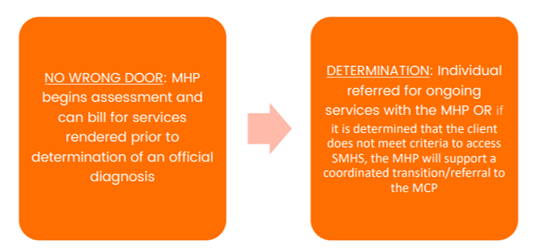 NO WRONG DOOR: MHP
begins assessment and
can bill for services
rendered prior to
determination of an official
diagnosis
DETERMINATION: Individual
referred for ongoing
services with the MHP OR if
it is determined that the client
does not meet criteria to access
SMHS, the MHP will support a
coordinated transition/referral to
the MCP